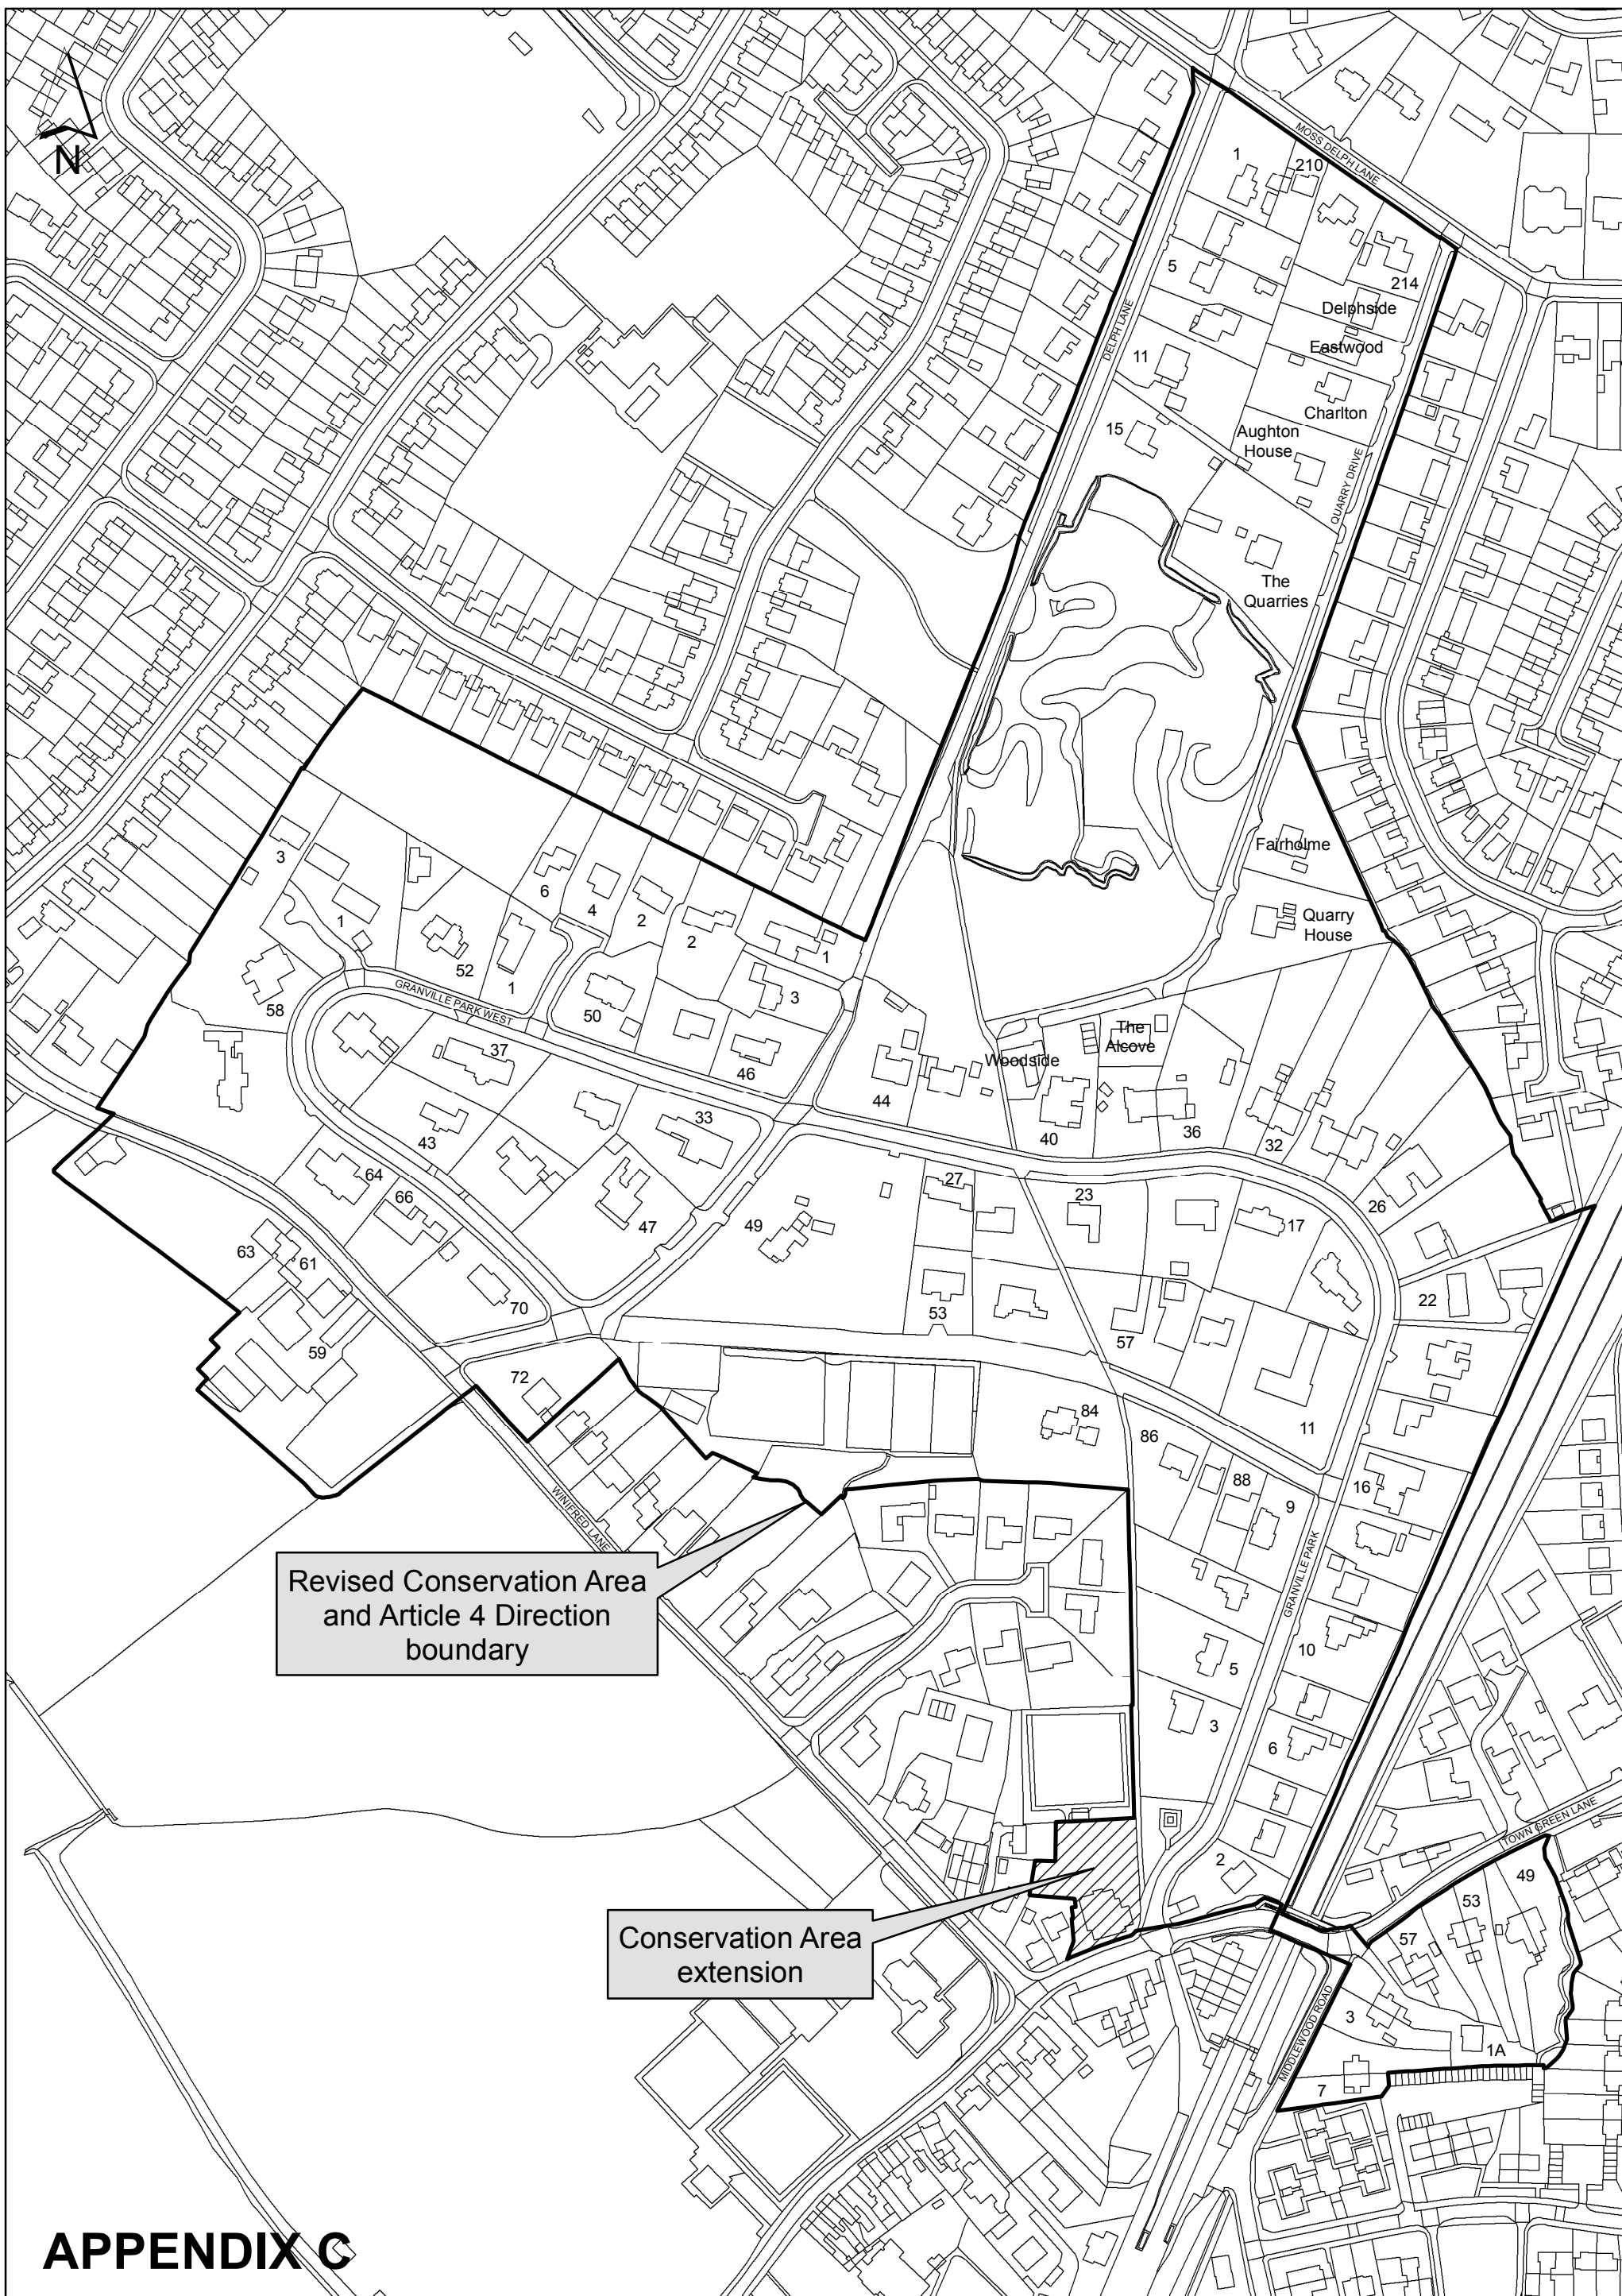 N
MOSS DELPH LANE
1
210
5
214
Delphside
DELPH LANE
Eastwood
11
Charlton
15
Aughton
House
QUARRY DRIVE
The
Quarries
Fairholme
3
6
4
2
2
1
1
Quarry
House
52
1
3
58
GRANVILLE PARK WEST
50
The
Alcove
37
Woodside
46
44
43
33
40
36
32
64
27
23
26
66
47
49
17
63
61
70
53
57
22
59
72
84
86
11
88
16
9
WINIFRED LANE
GRANVILLE PARK
Revised Conservation Area
and Article 4 Direction
boundary
10
5
3
6
TOWN GREEN LANE
2
49
53
Conservation Area
extension
57
MIDDLEWOOD ROAD
3
1A
7
APPENDIX C